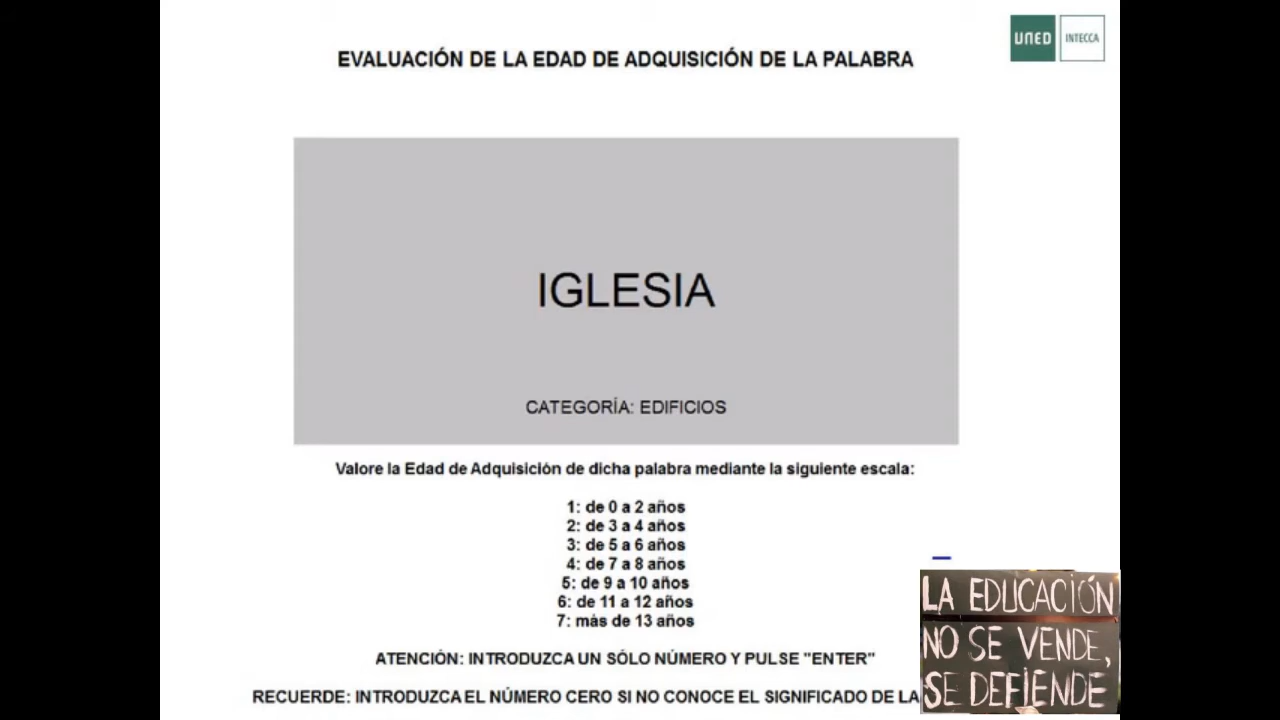 UNED
INTECCA
EVALUACIÓN DE LA EDAD DE ADQUISICIÓN DE LA PALABRA
IGLESIA
CATEGORÍA: EDIFICIOS
Valore la Edad de Adquisición de dicha palabra mediante la siguiente escala:
1: de 0 a 2 años
2: de 3 a 4 años
3: de 5 a 6 años
4: de 7 a 8 años
5: de 9 a 10 años
6: de 11 a 12 años
7: más de 13 años
ATENCIÓN: INTRODUZCA UN SÓLO NÚMERO Y PULSE "ENTER"
RECUERDE: INTRODUZCA EL NÚMERO CERO SI NO CONOCE EL SIGNIFICADO DE LA
LA EDUCACIÓN
NO SE VENDE,
SE DEFIENDE